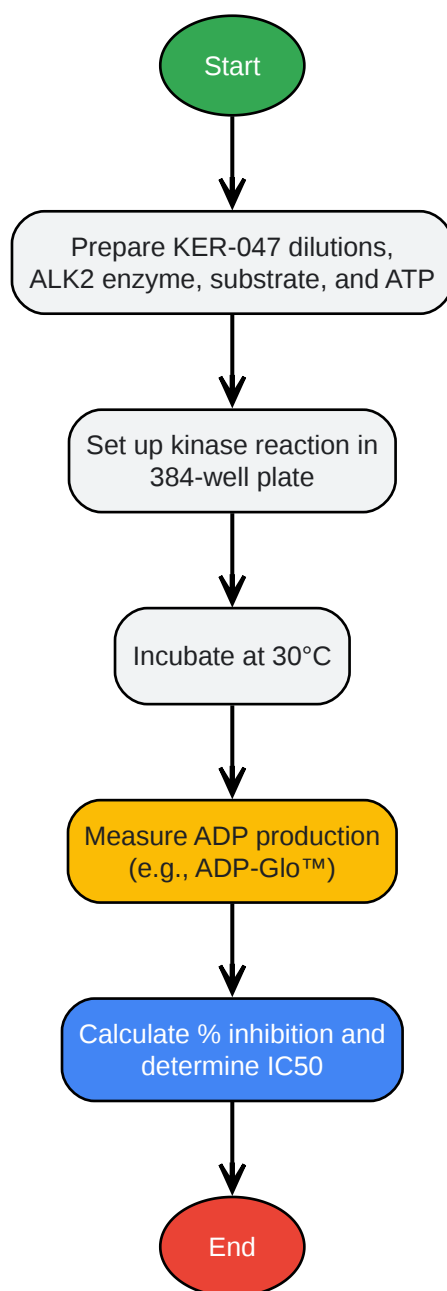 Start
Prepare KER-047 dilutions,
ALK2 enzyme, substrate, and ATP
Set up kinase reaction in
384-well plate
Incubate at 30°C
Measure ADP production
(e.g., ADP-Glo™)
Calculate % inhibition and
determine IC50
End